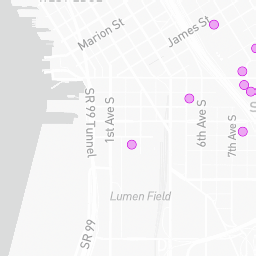 Marion St
James St
SR 99 Tunnel
1st Ave S
6th Ave S
7th Ave S
Lumen Field
SR 99